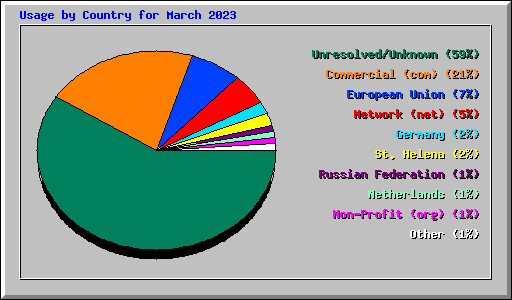 Usage by Country for March 2023
Unresolved/Unknown (59%)
Commercial (com) (21%)
European Union (7%)
Network (net) (5%)
Germany (2%)
St. Helena (2%)
Russian Federation (1%)
Netherlands (1%)
Non-Profit (org) (1%)
Other (1%)